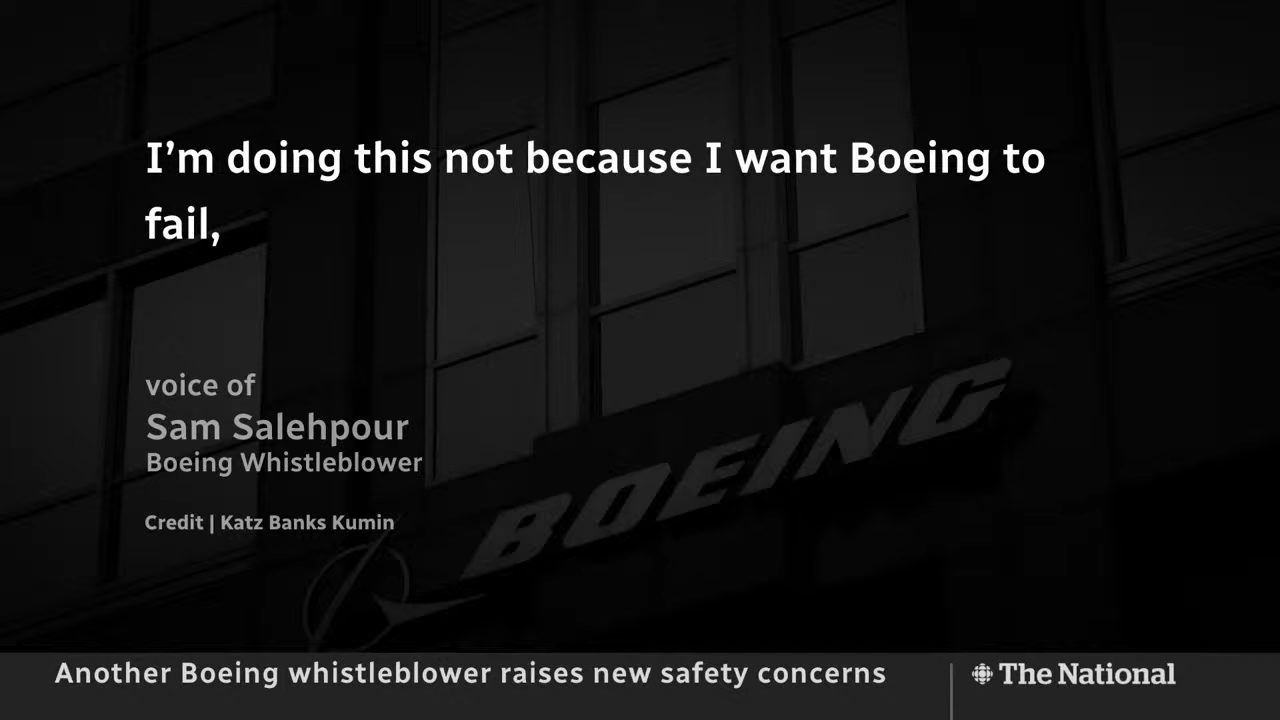 I’m doing this not because I want Boeing to
fail,
voice of
Sam Salehpour
Boeing Whistleblower
Credit | Katz Banks Kumin
BOEING
Another Boeing whistleblower raises new safety concerns
The National